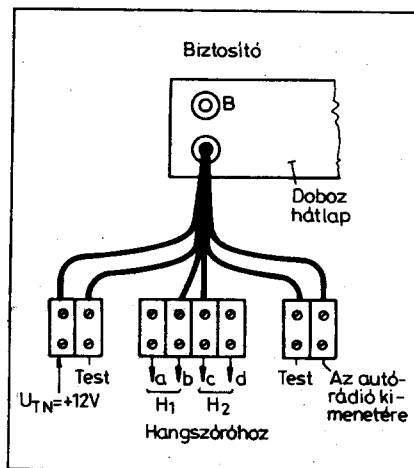 Biztosító
B
Doboz
hátlap
Test
U_TN=+12V
a b c d
H₁ H₂
Hangszóróhoz
Test
Az autó-
rádió ki-
menetére